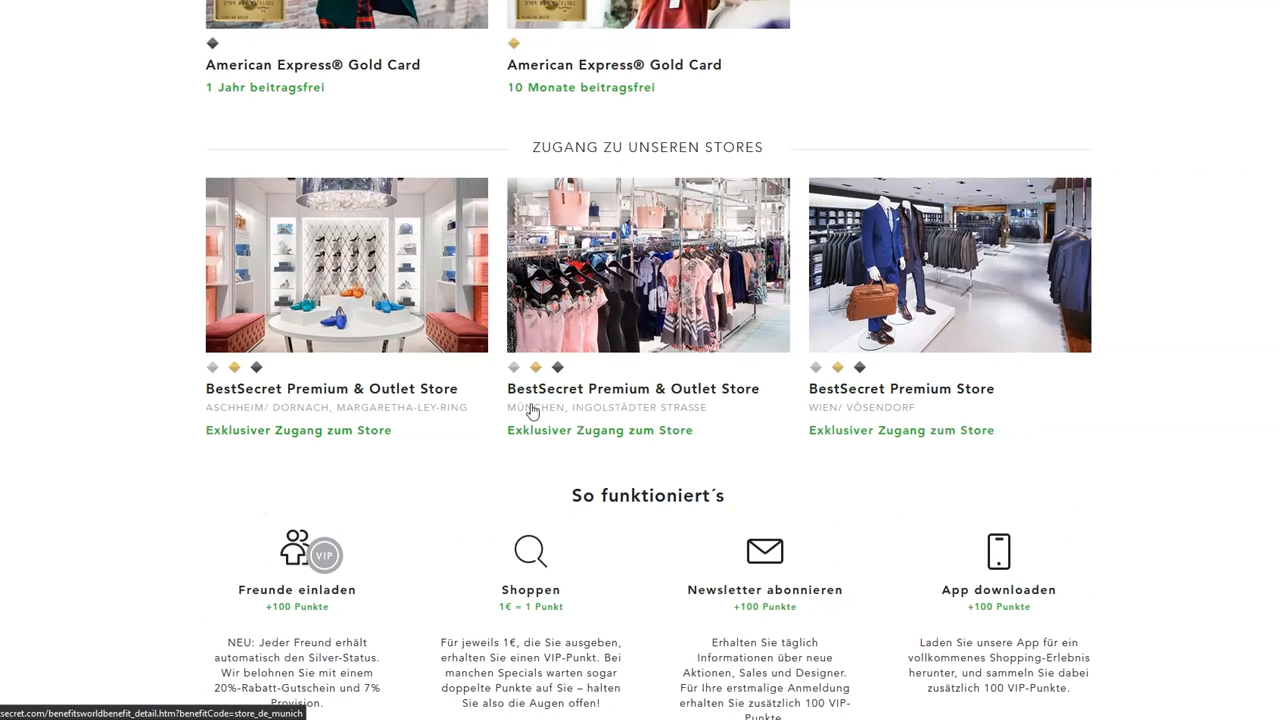 American Express® Gold Card
1 Jahr beitragsfrei
American Express® Gold Card
10 Monate beitragsfrei
ZUGANG ZU UNSEREN STORES
BestSecret Premium & Outlet Store
ASCHHEIM/ DORNACH, MARGARETHA-LEY-RING
Exklusiver Zugang zum Store
BestSecret Premium & Outlet Store
MÜNCHEN, INGOLSTÄDTER STRASSE
Exklusiver Zugang zum Store
BestSecret Premium Store
WIEN/ VÖSENDORF
Exklusiver Zugang zum Store
So funktioniert´s
VIP
Freunde einladen
+100 Punkte
NEU: Jeder Freund erhält
automatisch den Silver-Status.
Wir belohnen Sie mit einem
20%-Rabatt-Gutschein und 7%
Provision.
Shoppen
1€ = 1 Punkt
Für jeweils 1€, die Sie ausgeben,
erhalten Sie einen VIP-Punkt. Bei
manchen Specials warten sogar
doppelte Punkte auf Sie – halten
Sie also die Augen offen!
Newsletter abonnieren
+100 Punkte
Erhalten Sie täglich
Informationen über neue
Aktionen, Sales und Designer.
Für Ihre erstmalige Anmeldung
erhalten Sie zusätzlich 100 VIP-
Punkte.
App downloaden
+100 Punkte
Laden Sie unsere App für ein
vollkommenes Shopping-Erlebnis
herunter, und sammeln Sie dabei
zusätzlich 100 VIP-Punkte.
tsecret.com/benefitsworldbenefit_detail.htm?benefitCode=store_de_munich